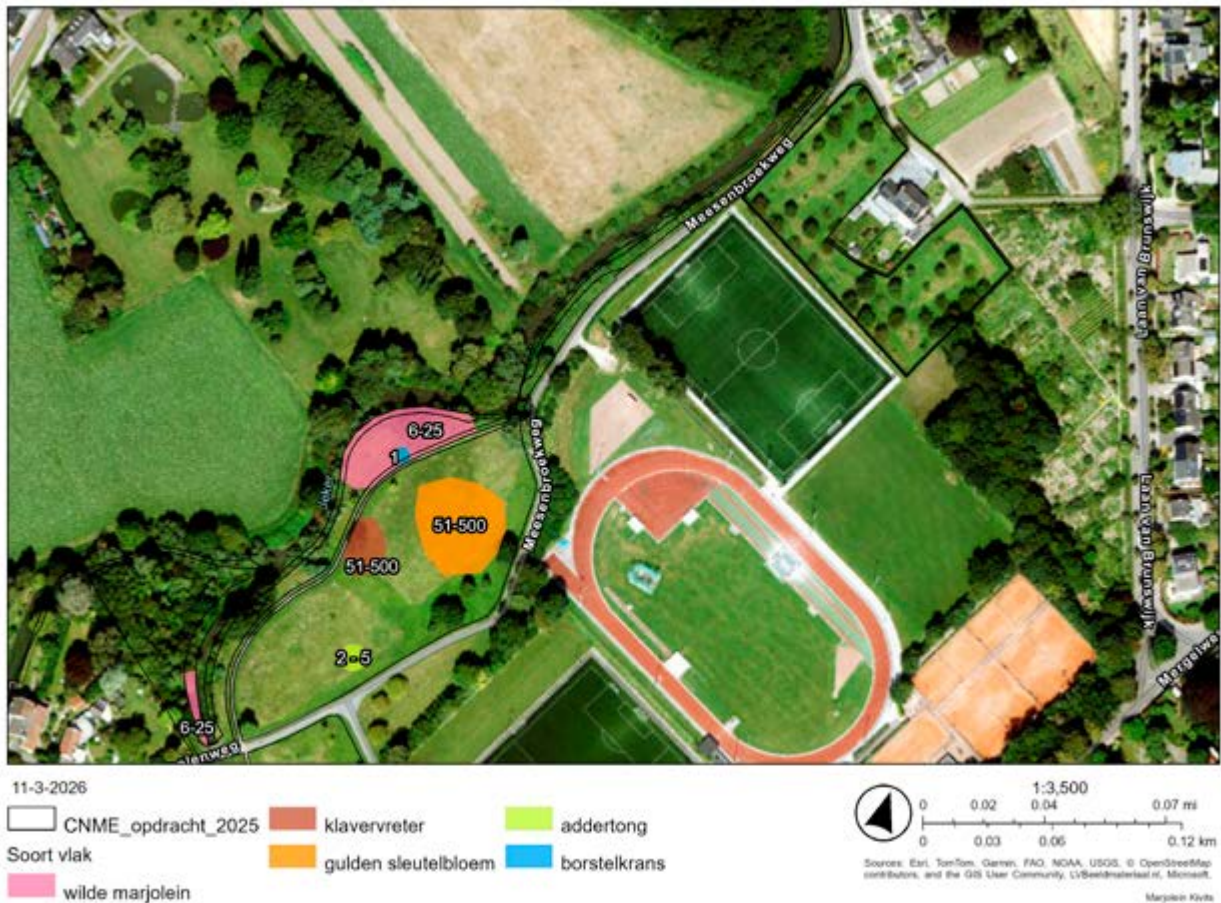 Meesenbroekweg
Laan van Brunswijk
6-25
1
Jeker
Meesenbroekweg
51-500
51-500
Laan van Brunswijk
2 - 5
6-25
alenweg
Mergelwe
11-3-2026
1:3,500
CNME_opdracht_2025
klavervreter
addertong
0 0.02 0.04 0.07 mi
0 0.03 0.06 0.12 km
Soort vlak
gulden sleutelbloem
borstelkrans
wilde marjolein
Sources: Esri, TomTom, Garmin, FAO, NOAA, USGS, © OpenStreetMap
contributors, and the GIS User Community, LVBeeldmateriaal.nl, Microsoft,
Marjolein Kivits